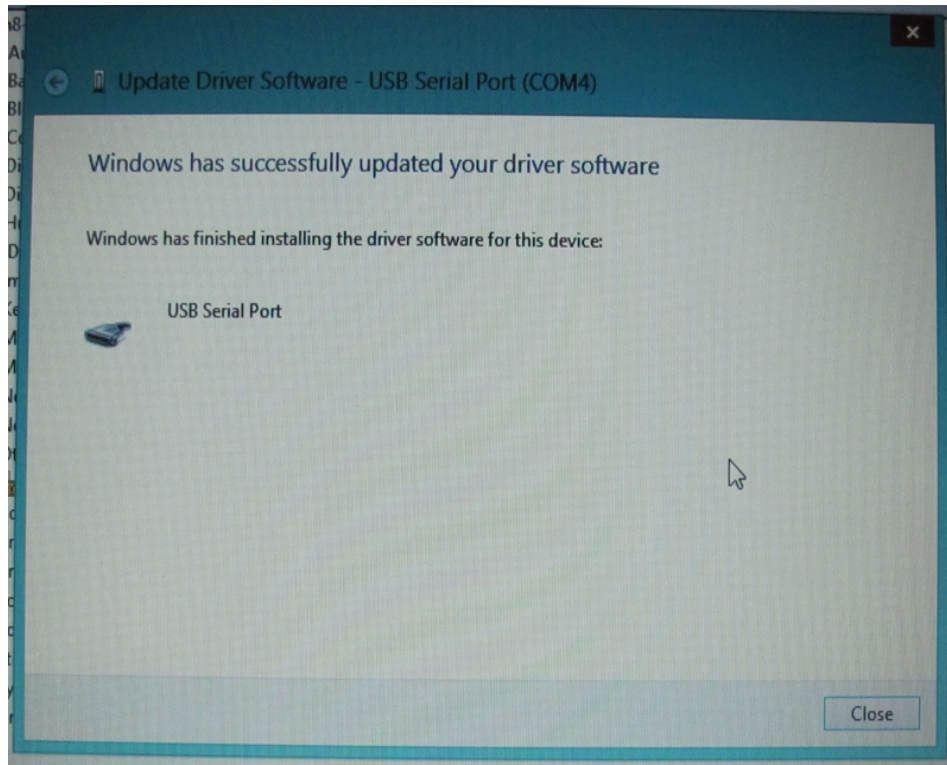 Update Driver Software - USB Serial Port (COM4)
Windows has successfully updated your driver software
Windows has finished installing the driver software for this device:
USB Serial Port
Close